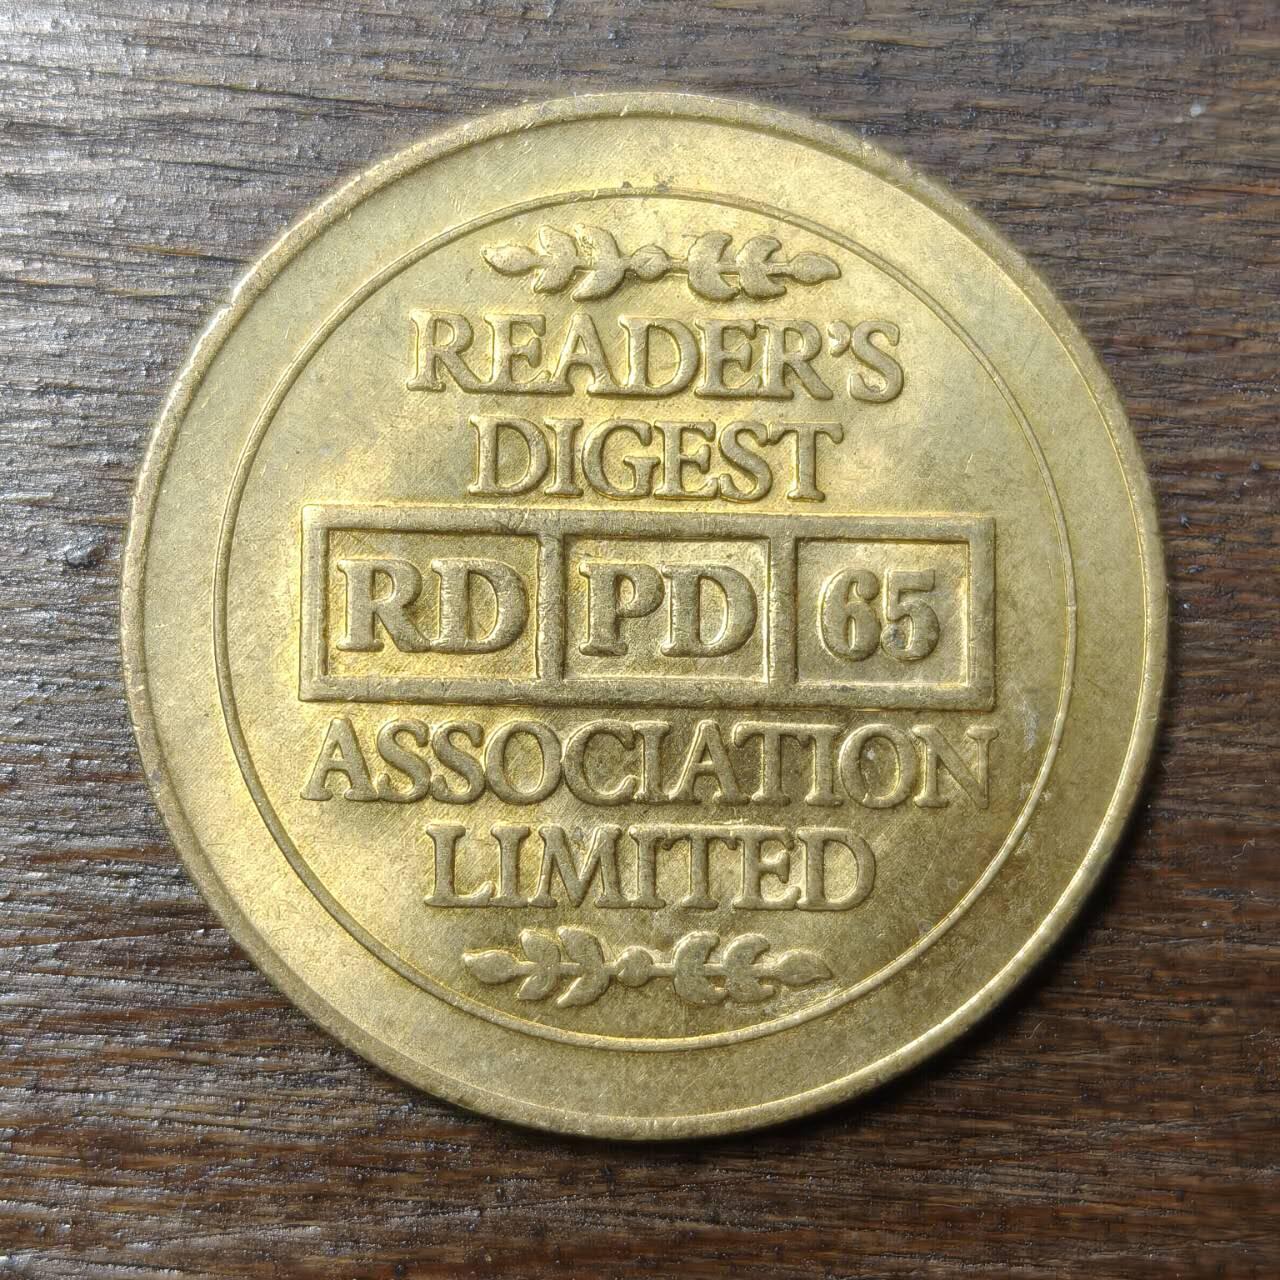 READER'S
DIGEST
RD PD 65
ASSOCIATION
LIMITED